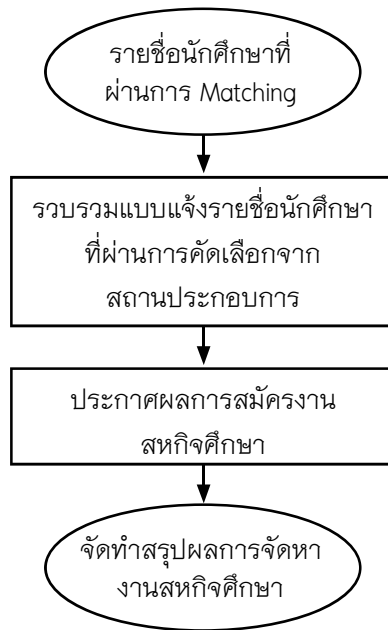 รายชื่อนักศึกษาที่
ผ่านการ Matching
รวบรวมแบบแจ้งรายชื่อนักศึกษา
ที่ผ่านการคัดเลือกจาก
สถานประกอบการ
ประกาศผลการสมัครงาน
สหกิจศึกษา
จัดทำสรุปผลการจัดหา
งานสหกิจศึกษา